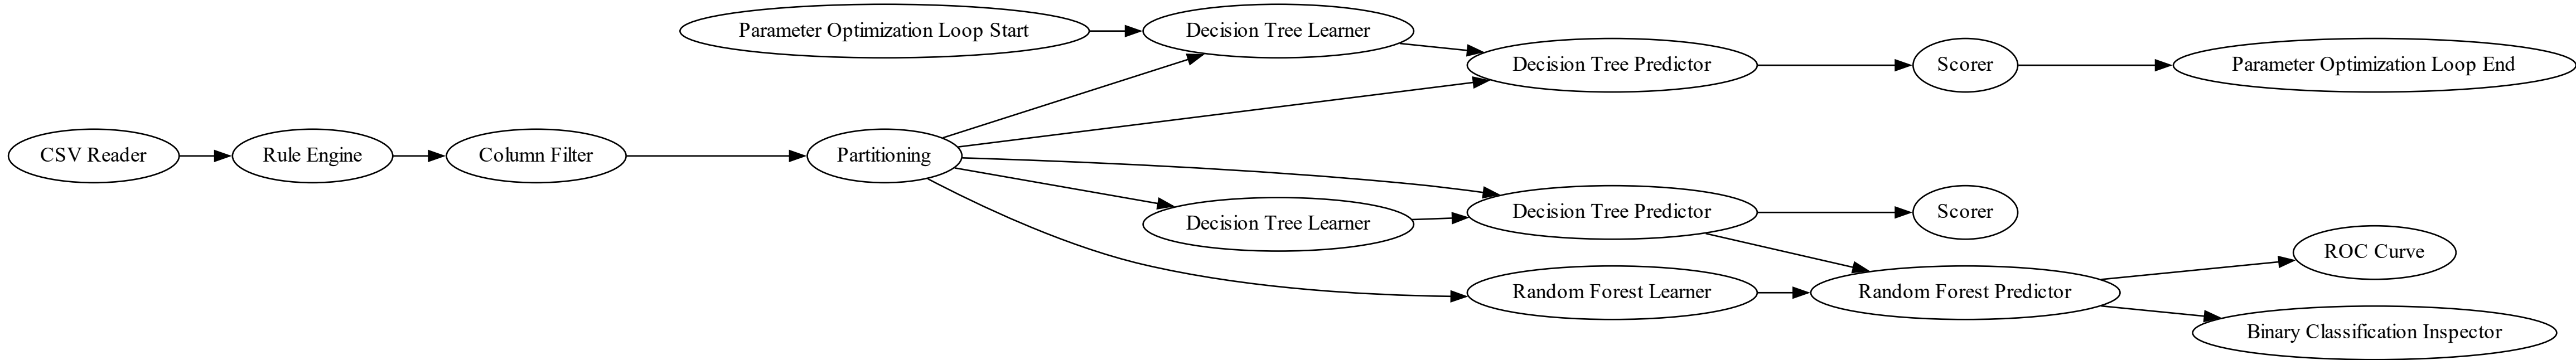 Parameter Optimization Loop Start
Decision Tree Learner
Decision Tree Predictor
Scorer
Parameter Optimization Loop End
CSV Reader
Rule Engine
Column Filter
Partitioning
Decision Tree Learner
Decision Tree Predictor
Scorer
Random Forest Learner
Random Forest Predictor
ROC Curve
Binary Classification Inspector